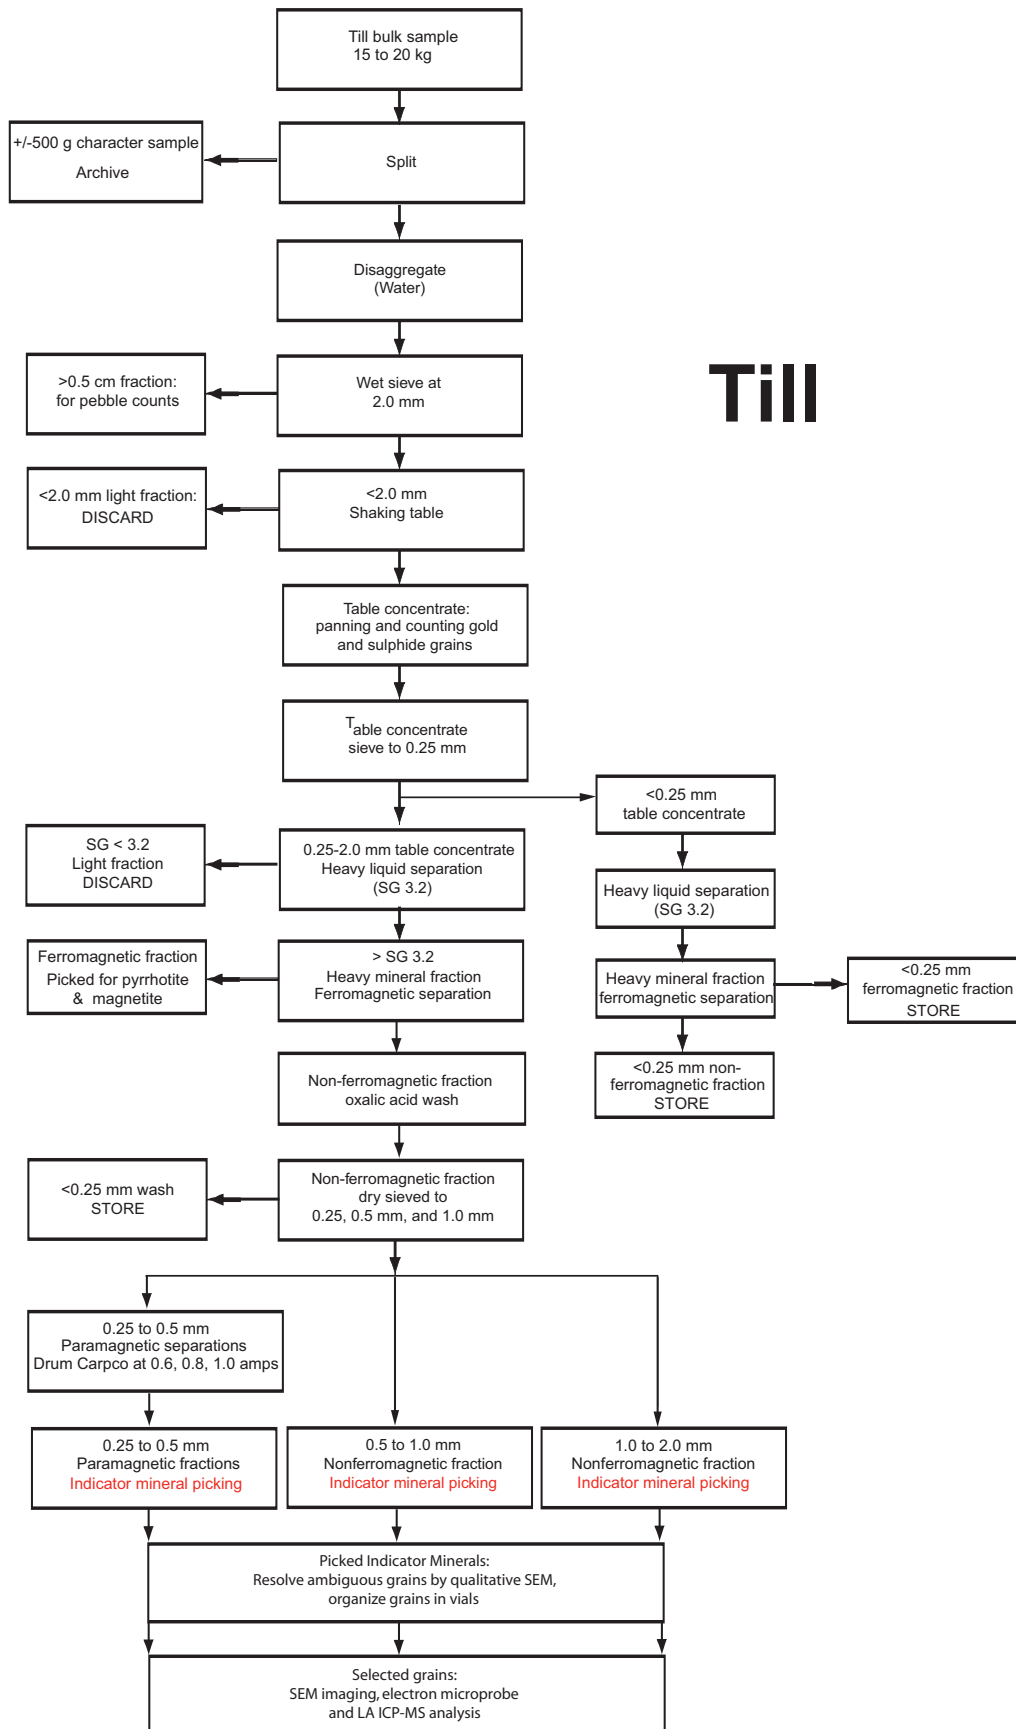 Till bulk sample
15 to 20 kg
+/-500 g character sample
Archive
Split
Disaggregate
(Water)
>0.5 cm fraction:
for pebble counts
Wet sieve at
2.0 mm
Till
<2.0 mm light fraction:
DISCARD
<2.0 mm
Shaking table
Table concentrate:
panning and counting gold
and sulphide grains
Table concentrate
sieve to 0.25 mm
<0.25 mm
table concentrate
SG < 3.2
Light fraction
DISCARD
0.25-2.0 mm table concentrate
Heavy liquid separation
(SG 3.2)
Heavy liquid separation
(SG 3.2)
Ferromagnetic fraction
Picked for pyrrhotite
& magnetite
> SG 3.2
Heavy mineral fraction
Ferromagnetic separation
Heavy mineral fraction
ferromagnetic separation
<0.25 mm
ferromagnetic fraction
STORE
Non-ferromagnetic fraction
oxalic acid wash
<0.25 mm non-
ferromagnetic fraction
STORE
<0.25 mm wash
STORE
Non-ferromagnetic fraction
dry sieved to
0.25, 0.5 mm, and 1.0 mm
0.25 to 0.5 mm
Paramagnetic separations
Drum Carpco at 0.6, 0.8, 1.0 amps
0.25 to 0.5 mm
Paramagnetic fractions
Indicator mineral picking
0.5 to 1.0 mm
Nonferromagnetic fraction
Indicator mineral picking
1.0 to 2.0 mm
Nonferromagnetic fraction
Indicator mineral picking
Picked Indicator Minerals:
Resolve ambiguous grains by qualitative SEM,
organize grains in vials
Selected grains:
SEM imaging, electron microprobe
and LA ICP-MS analysis